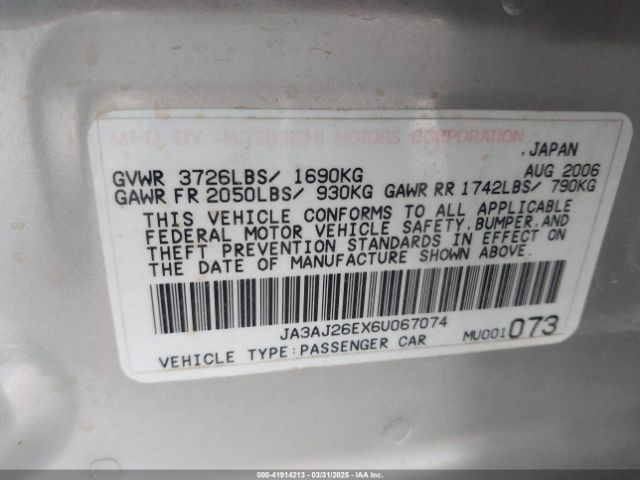 MFD BY MITSUBISHI MOTORS CORPORATION
.JAPAN
GVWR 3726LBS/ 1690KG AUG 2006
GAWR FR 2050LBS/ 930KG GAWR RR 1742LBS/ 790KG
THIS VEHICLE CONFORMS TO ALL APPLICABLE
FEDERAL MOTOR VEHICLE SAFETY,BUMPER,AND
THEFT PREVENTION STANDARDS IN EFFECT ON
THE DATE OF MANUFACTURE SHOWN ABOVE.
JA3AJ26EX6U067074
VEHICLE TYPE:PASSENGER CAR MU001073
000-41914213 - 03/31/2025 - IAAI.COM